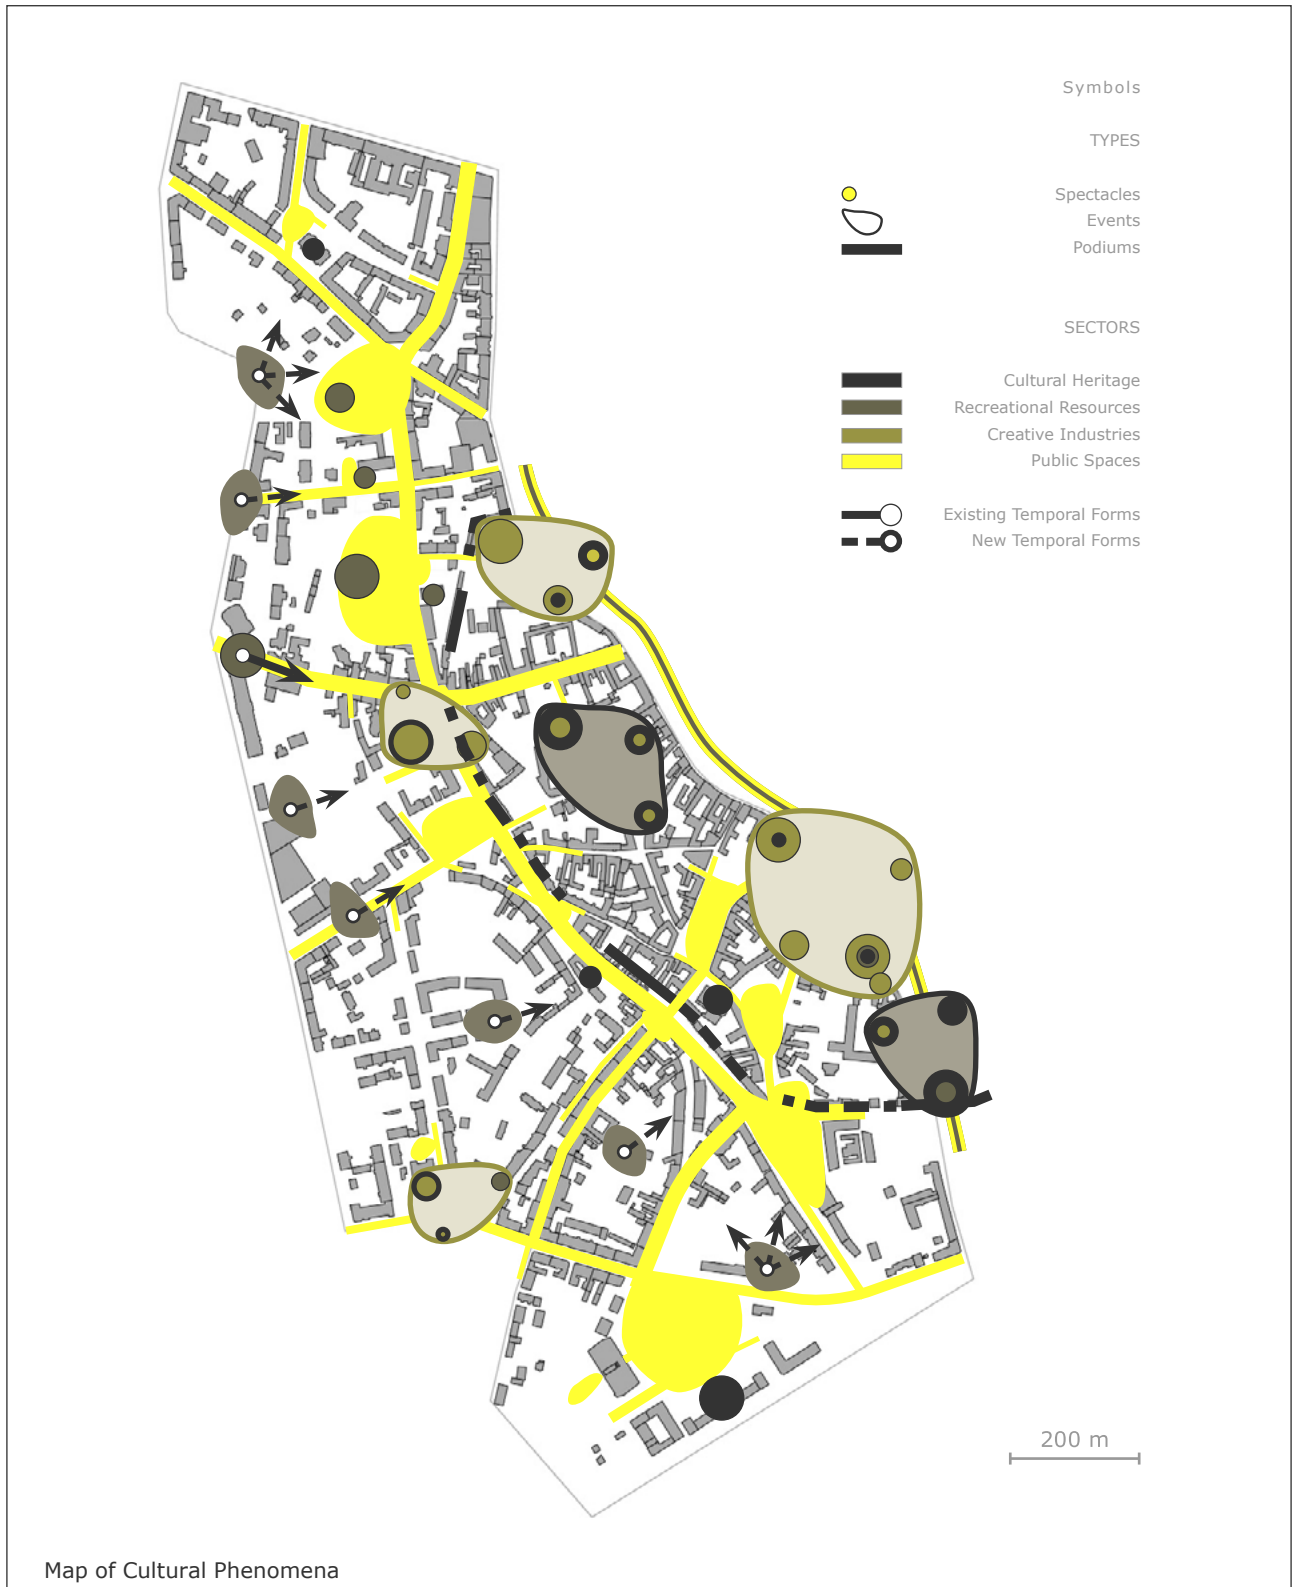 Symbols
TYPES
Spectacles
Events
Podiums
SECTORS
Cultural Heritage
Recreational Resources
Creative Industries
Public Spaces
Existing Temporal Forms
New Temporal Forms
200 m
Map of Cultural Phenomena